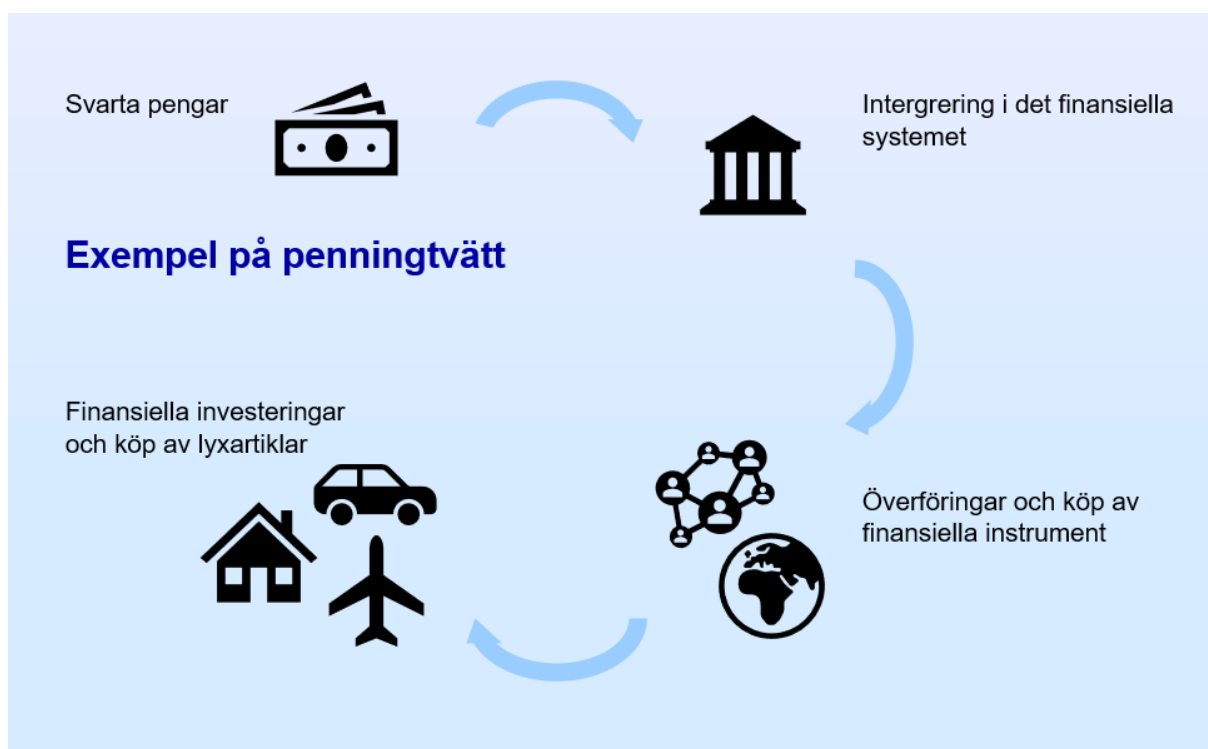 Svarta pengar
Intergrering i det finansiella
systemet
Exempel på penningtvätt
Finansiella investeringar
och köp av lyxartiklar
Överföringar och köp av
finansiella instrument